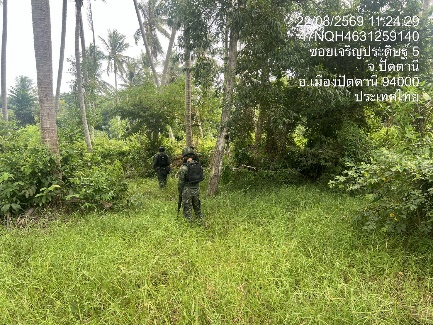 22/08/2569 11:24:29
47NQH4631259140
ซอยเจริญประดิษฐ์ 5
จ.ปัตตานี
อ.เมืองปัตตานี 94000
ประเทศไทย